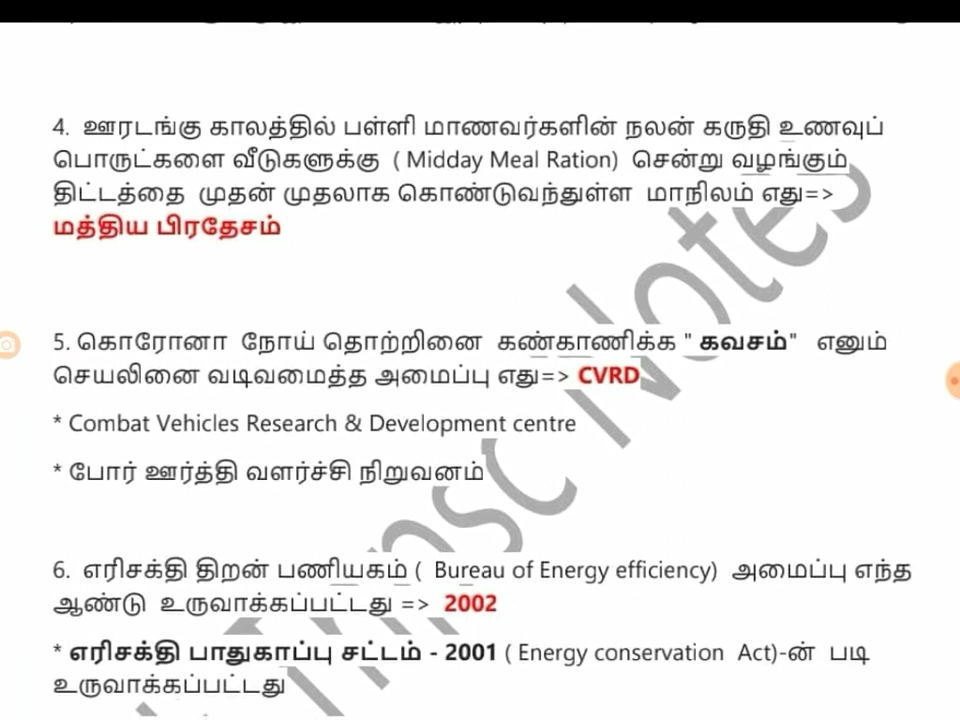 4. ஊரடங்கு காலத்தில் பள்ளி மாணவர்களின் நலன் கருதி உணவுப்
பொருட்களை வீடுகளுக்கு ( Midday Meal Ration) சென்று வழங்கும்
திட்டத்தை முதன் முதலாக கொண்டுவந்துள்ள மாநிலம் எது=>
மத்திய பிரதேசம்
5. கொரோனா நோய் தொற்றினை கண்காணிக்க " கவசம்" எனும்
செயலினை வடிவமைத்த அமைப்பு எது=> CVRD
* Combat Vehicles Research & Development centre
* போர் ஊர்த்தி வளர்ச்சி நிறுவனம்
6. எரிசக்தி திறன் பணியகம் ( Bureau of Energy efficiency) அமைப்பு எந்த
ஆண்டு உருவாக்கப்பட்டது => 2002
* எரிசக்தி பாதுகாப்பு சட்டம் - 2001 ( Energy conservation Act)-ன் படி
உருவாக்கப்பட்டது
Tnpsc Notes